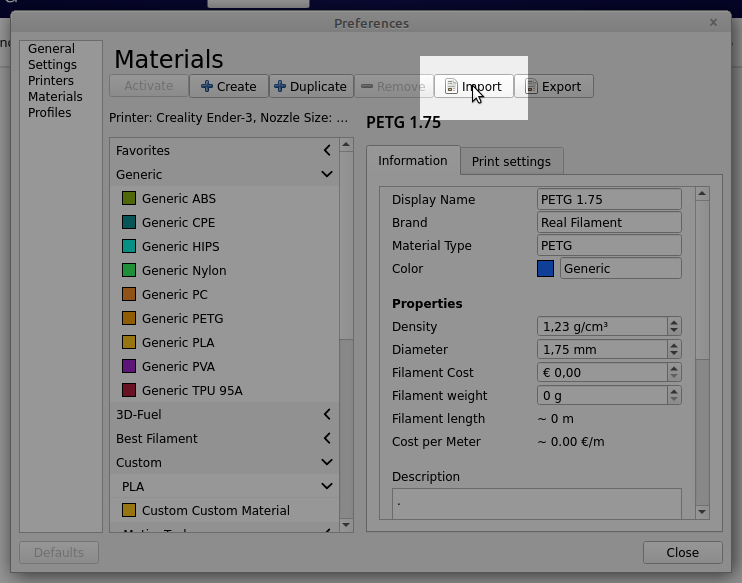 Preferences
General
Settings
Printers
Materials
Profiles
Materials
Activate
Create
Duplicate
Remove
Import
Export
Printer: Creality Ender-3, Nozzle Size: ...
Favorites
Generic
Generic ABS
Generic CPE
Generic HIPS
Generic Nylon
Generic PC
Generic PETG
Generic PLA
Generic PVA
Generic TPU 95A
3D-Fuel
Best Filament
Custom
PLA
Custom Custom Material
PETG 1.75
Information
Print settings
Display Name PETG 1.75
Brand Real Filament
Material Type PETG
Color Generic
Properties
Density 1,23 g/cm³
Diameter 1,75 mm
Filament Cost € 0,00
Filament weight 0 g
Filament length ~ 0 m
Cost per Meter ~ 0.00 €/m
Description
.
Defaults
Close